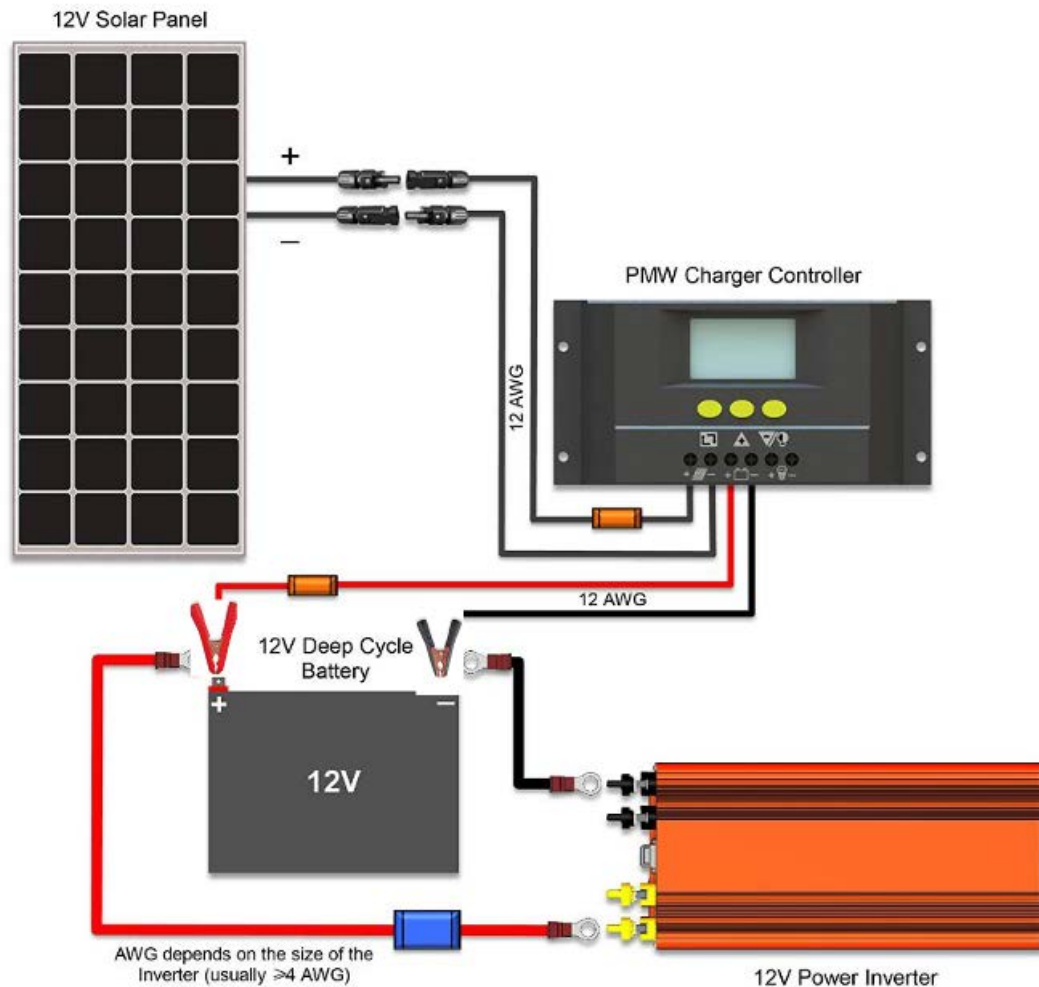 12V Solar Panel
+
−
PMW Charger Controller
12 AWG
+ − + − + −
12 AWG
12V Deep Cycle
Battery
+ −
12V
AWG depends on the size of the
Inverter (usually ⩾4 AWG)
12V Power Inverter